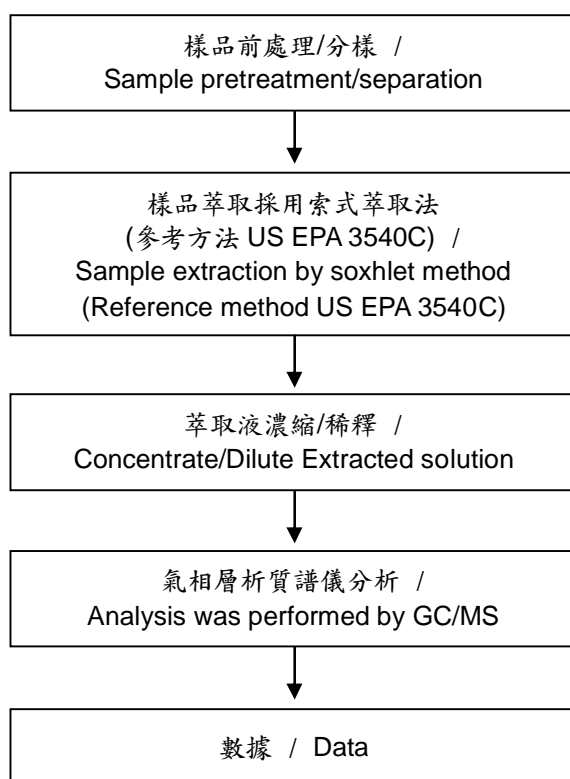 樣品前處理/分樣 /
Sample pretreatment/separation
樣品萃取採用索式萃取法
(參考方法 US EPA 3540C) /
Sample extraction by soxhlet method
(Reference method US EPA 3540C)
萃取液濃縮/稀釋 /
Concentrate/Dilute Extracted solution
氣相層析質譜儀分析 /
Analysis was performed by GC/MS
數據 / Data